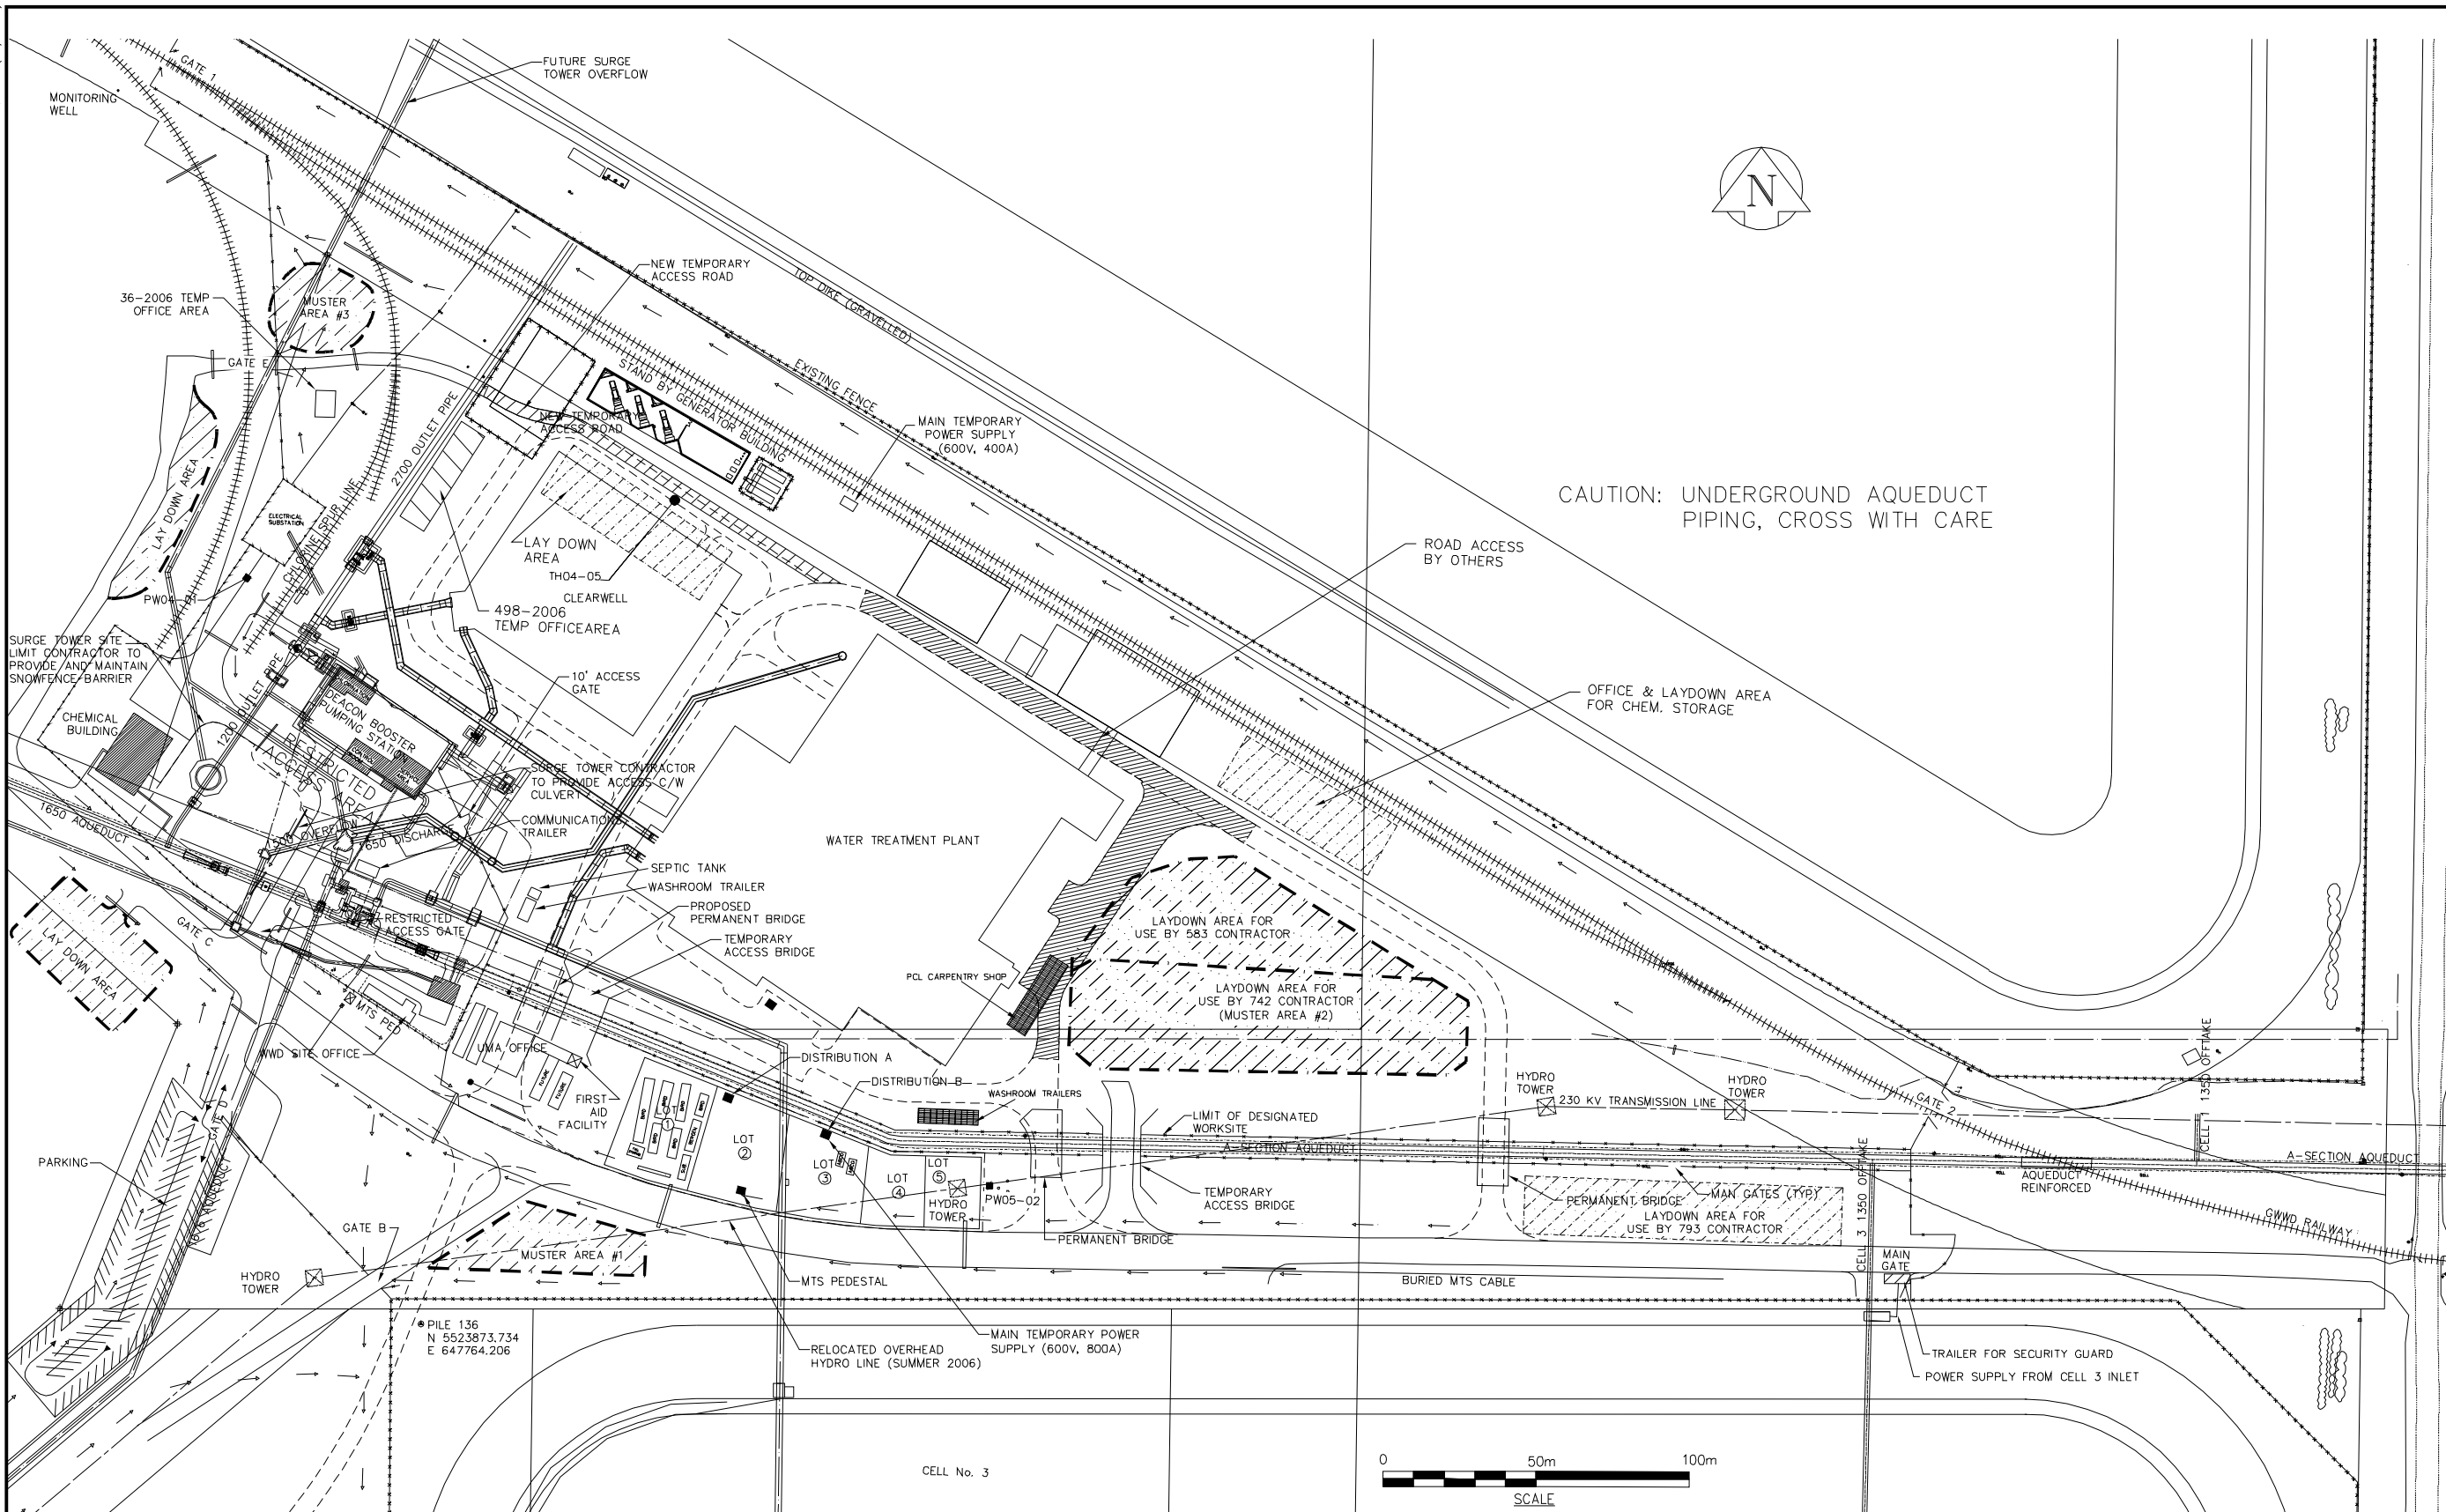 GATE 1
FUTURE SURGE
TOWER OVERFLOW
MONITORING
WELL
N
NEW TEMPORARY
ACCESS ROAD
TOP DIKE (GRAVELLED)
36-2006 TEMP
OFFICE AREA
MUSTER
AREA #3
GATE E
EXISTING FENCE
STAND BY GENERATOR BUILDING
2700 OUTLET PIPE
NEW TEMPORARY
ACCESS ROAD
MAIN TEMPORARY
POWER SUPPLY
(600V, 400A)
LAY DOWN AREA
ELECTRICAL
SUBSTATION
CHLORINE SPUR LINE
CAUTION: UNDERGROUND AQUEDUCT
PIPING, CROSS WITH CARE
LAY DOWN
AREA
TH04-05
CLEARWELL
ROAD ACCESS
BY OTHERS
PW04-01
498-2006
TEMP OFFICEAREA
SURGE TOWER SITE
LIMIT CONTRACTOR TO
PROVIDE AND MAINTAIN
SNOWFENCE-BARRIER
10' ACCESS
GATE
OFFICE & LAYDOWN AREA
FOR CHEM. STORAGE
CHEMICAL
BUILDING
1200 OUTLET PIPE
DEACON BOOSTER
PUMPING STATION
CONTROL
ROOM
RESTRICTED
ACCESS AREA
SURGE TOWER CONTRACTOR
TO PROVIDE ACCESS C/W
CULVERT
1650 AQUEDUCT
1500 OVERFLOW
1650 DISCHARGE
COMMUNICATION
TRAILER
WATER TREATMENT PLANT
SEPTIC TANK
WASHROOM TRAILER
PROPOSED
PERMANENT BRIDGE
RESTRICTED
ACCESS GATE
GATE C
LAY DOWN AREA
TEMPORARY
ACCESS BRIDGE
LAYDOWN AREA FOR
USE BY 583 CONTRACTOR
PCL CARPENTRY SHOP
LAYDOWN AREA FOR
USE BY 742 CONTRACTOR
(MUSTER AREA #2)
MTS PED
WWD SITE OFFICE
UMA OFFICE
FUTURE
FUTURE
DISTRIBUTION A
DISTRIBUTION B
FIRST
AID
FACILITY
LOT
1
LOT
2
LOT
3
LOT
4
LOT
5
WASHROOM TRAILERS
LIMIT OF DESIGNATED
WORKSITE
HYDRO
TOWER
230 KV TRANSMISSION LINE
HYDRO
TOWER
GATE 2
CELL 1 1350 OFFTAKE
A-SECTION AQUEDUCT
A-SECTION AQUEDUCT
AQUEDUCT
REINFORCED
CELL 3 1350 OFFTAKE
PARKING
GATE D
1676 AQUEDUCT
GATE B
HYDRO
TOWER
PW05-02
TEMPORARY
ACCESS BRIDGE
PERMANENT BRIDGE
MAN GATES (TYP)
LAYDOWN AREA FOR
USE BY 793 CONTRACTOR
GWWD RAILWAY
PERMANENT BRIDGE
MUSTER AREA #1
HYDRO
TOWER
MTS PEDESTAL
BURIED MTS CABLE
MAIN
GATE
PILE 136
N 5523873.734
E 647764.206
MAIN TEMPORARY POWER
SUPPLY (600V, 800A)
RELOCATED OVERHEAD
HYDRO LINE (SUMMER 2006)
TRAILER FOR SECURITY GUARD
POWER SUPPLY FROM CELL 3 INLET
CELL No. 3
0 50m 100m
SCALE